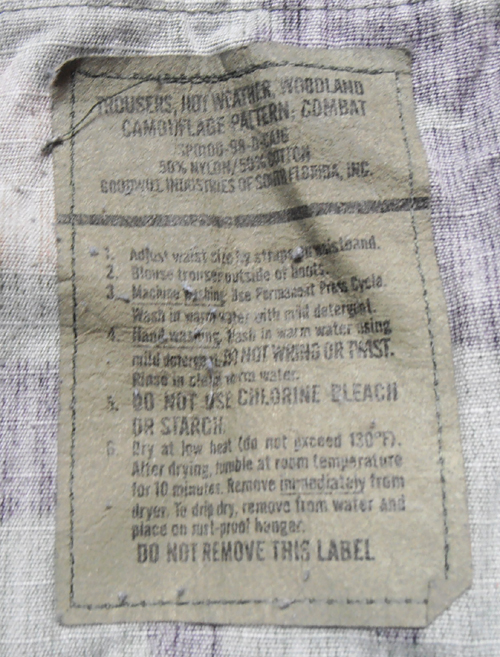 TROUSERS, HOT WEATHER, WOODLAND
CAMOUFLAGE PATTERN: COMBAT
SPO100-98-D-CA16
50% NYLON/50% COTTON
GOODWILL INDUSTRIES OF SOUTH FLORIDA, INC.
1. Adjust waist size by straps on waistband.
2. Blouse trouser outside of boots.
3. Machine washing. Use Permanent Press Cycle.
Wash in warm water with mild detergent.
4. Hand washing. Wash in warm water using
mild detergent. DO NOT WRING OR TWIST.
Rinse in clean warm water.
5. DO NOT USE CHLORINE BLEACH
OR STARCH.
6. Dry at low heat (do not exceed 130°F).
After drying, tumble at room temperature
for 10 minutes. Remove immediately from
dryer. To drip dry, remove from water and
place on rust-proof hanger.
DO NOT REMOVE THIS LABEL